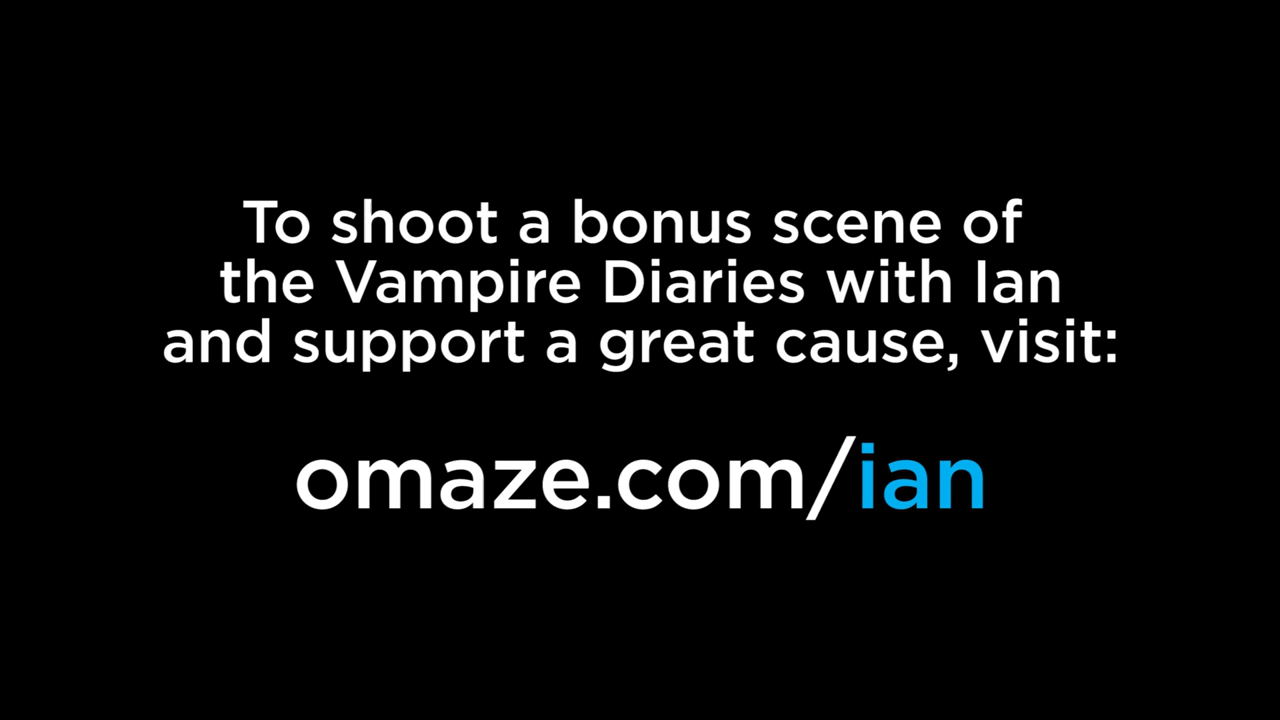 To shoot a bonus scene of
the Vampire Diaries with Ian
and support a great cause, visit:
omaze.com/ian